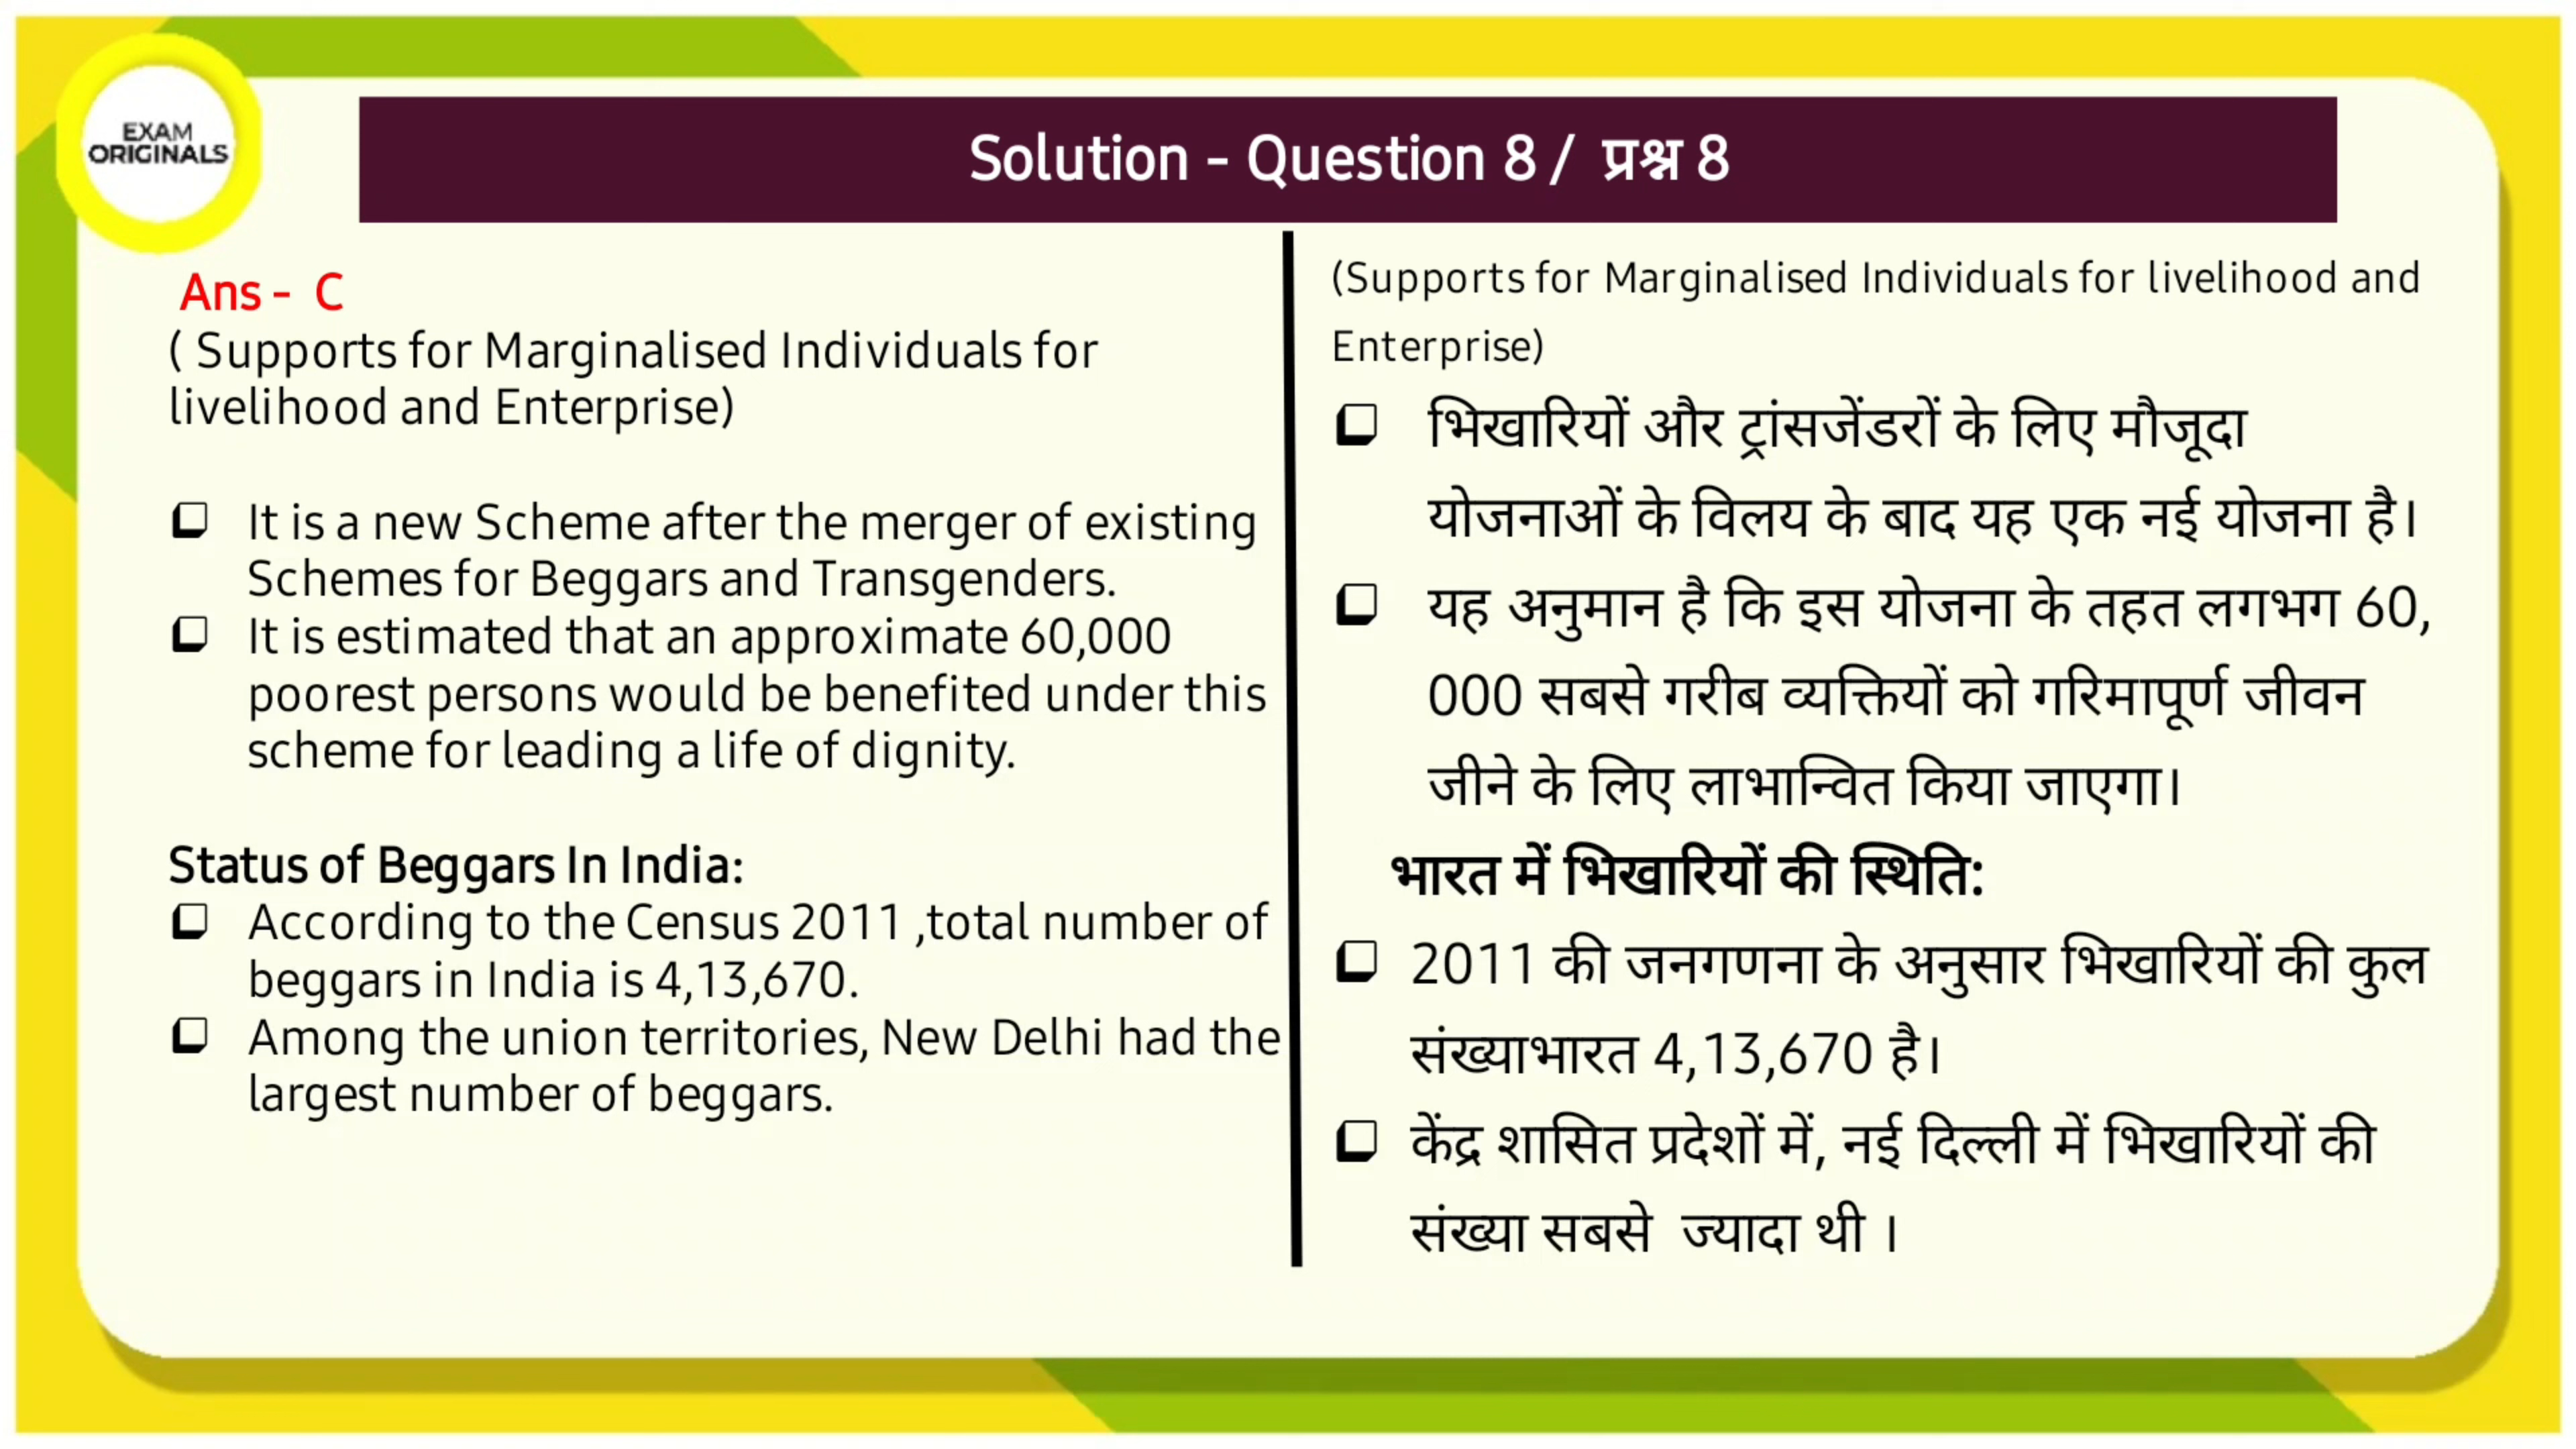 EXAM
ORIGINALS
Solution - Question 8 / प्रश्न 8
Ans - C
( Supports for Marginalised Individuals for
livelihood and Enterprise)
❑ It is a new Scheme after the merger of existing
Schemes for Beggars and Transgenders.
❑ It is estimated that an approximate 60,000
poorest persons would be benefited under this
scheme for leading a life of dignity.
Status of Beggars In India:
❑ According to the Census 2011 ,total number of
beggars in India is 4,13,670.
❑ Among the union territories, New Delhi had the
largest number of beggars.
(Supports for Marginalised Individuals for livelihood and
Enterprise)
❑ भिखारियों और ट्रांसजेंडरों के लिए मौजूदा
योजनाओं के विलय के बाद यह एक नई योजना है।
❑ यह अनुमान है कि इस योजना के तहत लगभग 60,
000 सबसे गरीब व्यक्तियों को गरिमापूर्ण जीवन
जीने के लिए लाभान्वित किया जाएगा।
भारत में भिखारियों की स्थिति:
❑ 2011 की जनगणना के अनुसार भिखारियों की कुल
संख्याभारत 4,13,670 है।
❑ केंद्र शासित प्रदेशों में, नई दिल्ली में भिखारियों की
संख्या सबसे ज्यादा थी ।